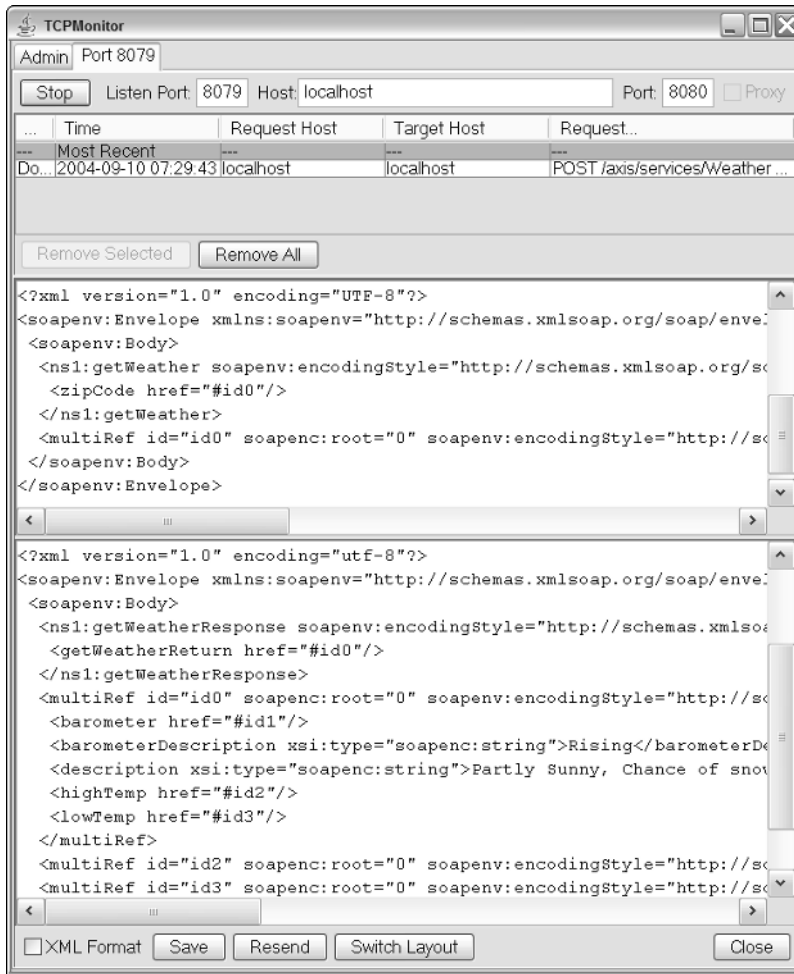 TCPMonitor
Admin Port 8079
Stop Listen Port: 8079 Host: localhost Port: 8080 Proxy
... Time Request Host Target Host Request...
--- Most Recent --- --- ---
Do... 2004-09-10 07:29:43 localhost localhost POST /axis/services/Weather ...
Remove Selected Remove All
<?xml version="1.0" encoding="UTF-8"?>
<soapenv:Envelope xmlns:soapenv="http://schemas.xmlsoap.org/soap/envel
<soapenv:Body>
<ns1:getWeather soapenv:encodingStyle="http://schemas.xmlsoap.org/so
<zipCode href="#id0"/>
</ns1:getWeather>
<multiRef id="id0" soapenc:root="0" soapenv:encodingStyle="http://sc
</soapenv:Body>
</soapenv:Envelope>
<?xml version="1.0" encoding="utf-8"?>
<soapenv:Envelope xmlns:soapenv="http://schemas.xmlsoap.org/soap/envel
<soapenv:Body>
<ns1:getWeatherResponse soapenv:encodingStyle="http://schemas.xmlsoa
<getWeatherReturn href="#id0"/>
</ns1:getWeatherResponse>
<multiRef id="id0" soapenc:root="0" soapenv:encodingStyle="http://sc
<barometer href="#id1"/>
<barometerDescription xsi:type="soapenc:string">Rising</barometerDe
<description xsi:type="soapenc:string">Partly Sunny, Chance of snow
<highTemp href="#id2"/>
<lowTemp href="#id3"/>
</multiRef>
<multiRef id="id2" soapenc:root="0" soapenv:encodingStyle="http://sc
<multiRef id="id3" soapenc:root="0" soapenv:encodingStyle="http://sc
XML Format Save Resend Switch Layout Close